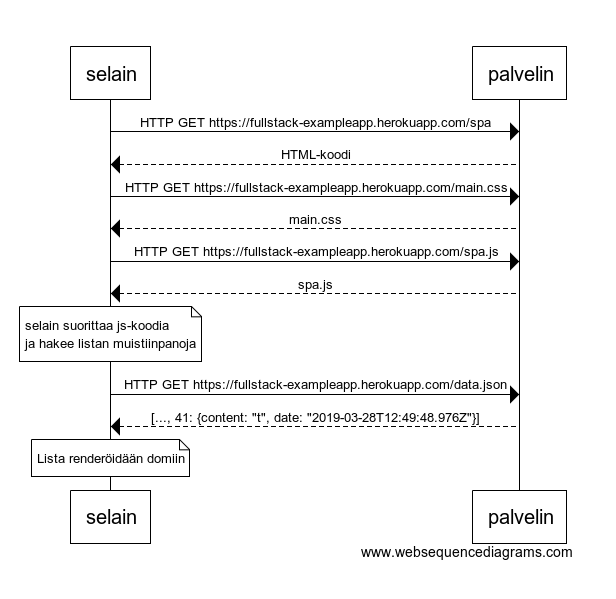 selain palvelin
HTTP GET https://fullstack-exampleapp.herokuapp.com/spa
HTML-koodi
HTTP GET https://fullstack-exampleapp.herokuapp.com/main.css
main.css
HTTP GET https://fullstack-exampleapp.herokuapp.com/spa.js
spa.js
selain suorittaa js-koodia
ja hakee listan muistiinpanoja
HTTP GET https://fullstack-exampleapp.herokuapp.com/data.json
[..., 41: {content: "t", date: "2019-03-28T12:49:48.976Z"}]
Lista renderöidään domiin
selain palvelin
www.websequencediagrams.com